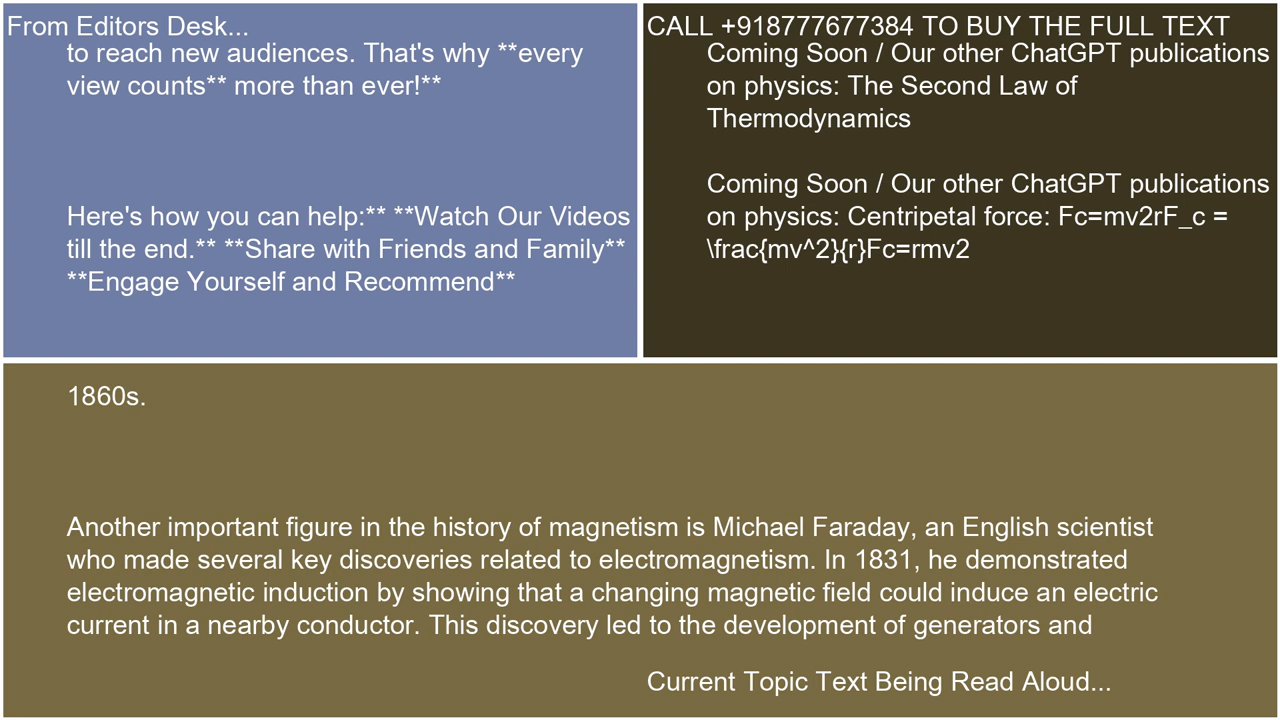 From Editors Desk...
to reach new audiences. That's why **every
view counts** more than ever!**
Here's how you can help:** **Watch Our Videos
till the end.** **Share with Friends and Family**
**Engage Yourself and Recommend**
CALL +918777677384 TO BUY THE FULL TEXT
Coming Soon / Our other ChatGPT publications
on physics: The Second Law of
Thermodynamics
Coming Soon / Our other ChatGPT publications
on physics: Centripetal force: Fc=mv2rF_c =
\frac{mv^2}{r}Fc=rmv2
1860s.
Another important figure in the history of magnetism is Michael Faraday, an English scientist
who made several key discoveries related to electromagnetism. In 1831, he demonstrated
electromagnetic induction by showing that a changing magnetic field could induce an electric
current in a nearby conductor. This discovery led to the development of generators and
Current Topic Text Being Read Aloud...